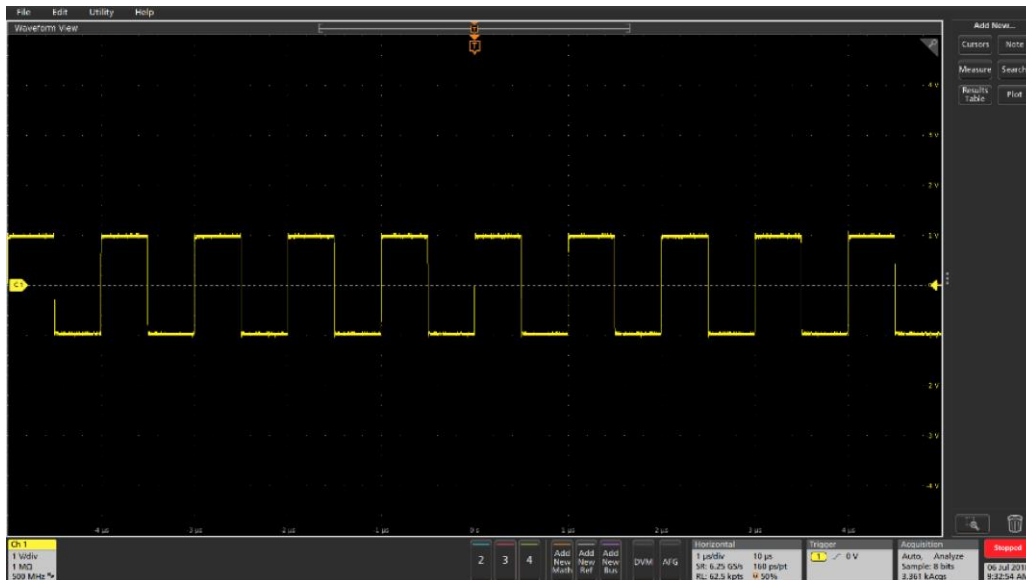 File Edit Utility Help
Waveform View
Add New...
Cursors Note
Measure Search
Results Table Plot
T
T
4 V
3 V
2 V
1 V
C1
-1 V
-2 V
-3 V
-4 V
-4 µs -3 µs -2 µs -1 µs 0 s 1 µs 2 µs 3 µs 4 µs
Ch 1
1 V/div
1 MΩ
500 MHz
2 3 4
Add New Math
Add New Ref
Add New Bus
DVM AFG
Horizontal
1 µs/div 10 µs
SR: 6.25 GS/s 160 ps/pt
RL: 62.5 kpts 50%
Trigger
1 0 V
Acquisition
Auto, Analyze
Sample: 8 bits
3.361 kAcqs
Stopped
06 Jul 201
9:32:54 A